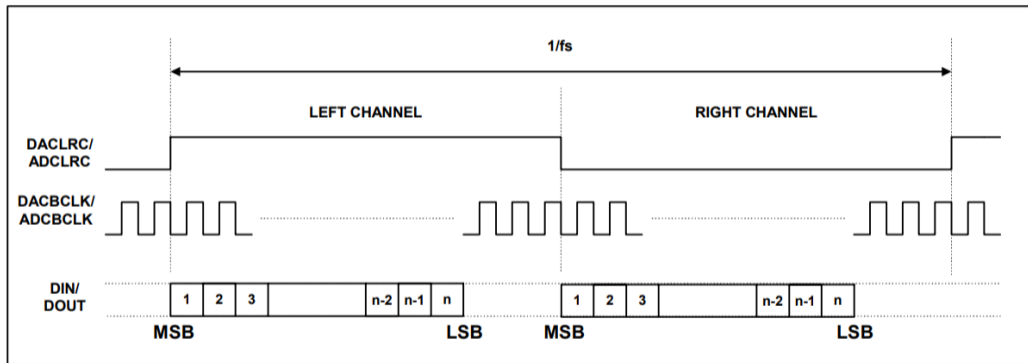 1/fs
LEFT CHANNEL RIGHT CHANNEL
DACLRC/
ADCLRC
DACBCLK/
ADCBCLK
DIN/
DOUT
1 2 3 n-2 n-1 n 1 2 3 n-2 n-1 n
MSB LSB MSB LSB